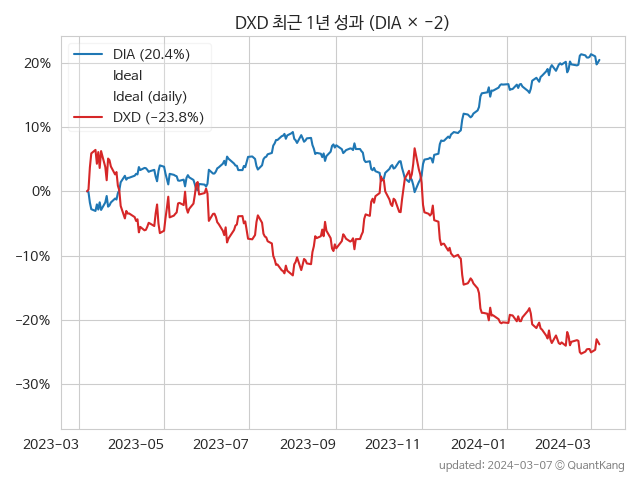 DXD 최근 1년 성과 (DIA × −2)
DIA (20.4%)
Ideal
Ideal (daily)
DXD (−23.8%)
20%
10%
0%
−10%
−20%
−30%
2023−03
2023−05
2023−07
2023−09
2023−11
2024−01
2024−03
updated: 2024−03−07 © QuantKang